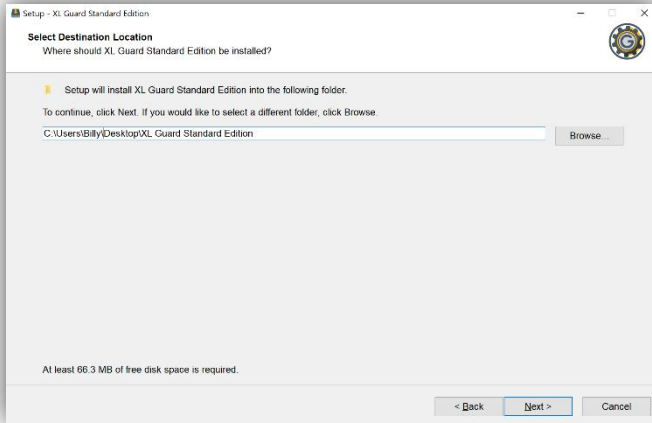 Setup - XL Guard Standard Edition
Select Destination Location
Where should XL Guard Standard Edition be installed?
G
Setup will install XL Guard Standard Edition into the following folder.
To continue, click Next. If you would like to select a different folder, click Browse.
C:\Users\Billy\Desktop\XL Guard Standard Edition
Browse...
At least 66.3 MB of free disk space is required.
< Back Next > Cancel